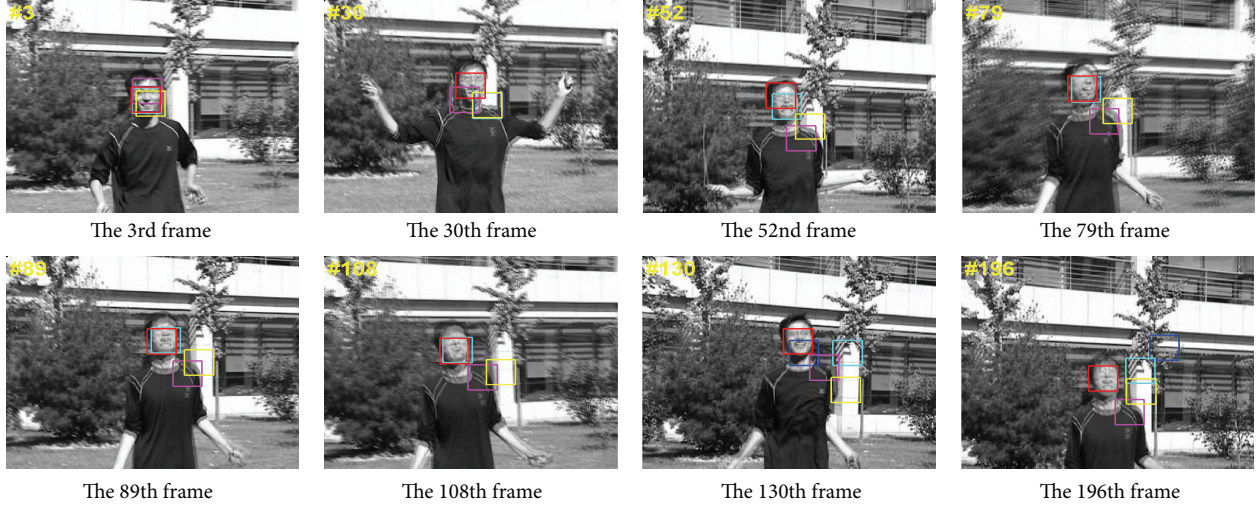 #3 #30 #52 #79
The 3rd frame The 30th frame The 52nd frame The 79th frame
#89 #108 #130 #196
The 89th frame The 108th frame The 130th frame The 196th frame